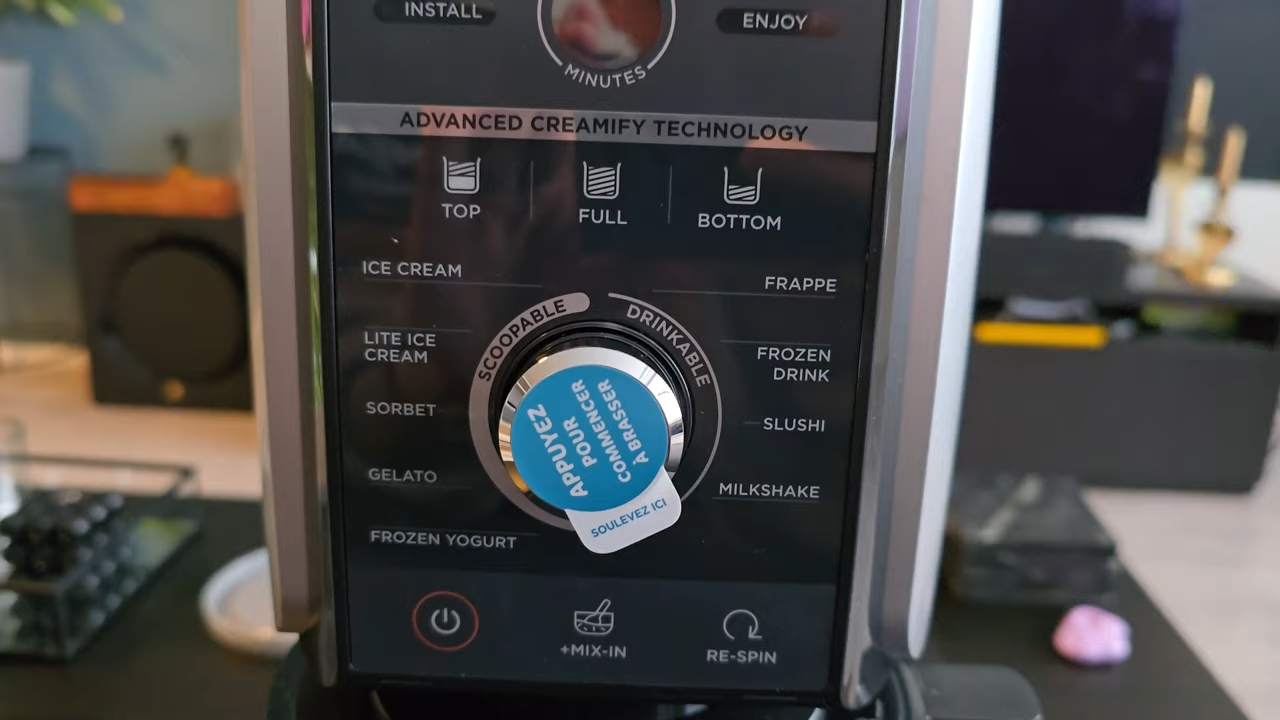 INSTALL
ENJOY
MINUTES
ADVANCED CREAMIFY TECHNOLOGY
TOP
FULL
BOTTOM
ICE CREAM
FRAPPE
SCOOPABLE
DRINKABLE
LITE ICE
CREAM
FROZEN
DRINK
SORBET
SLUSHI
GELATO
MILKSHAKE
FROZEN YOGURT
APPUYEZ
POUR
COMMENCER
À BRASSER
SOULEVEZ ICI
+MIX-IN
RE-SPIN